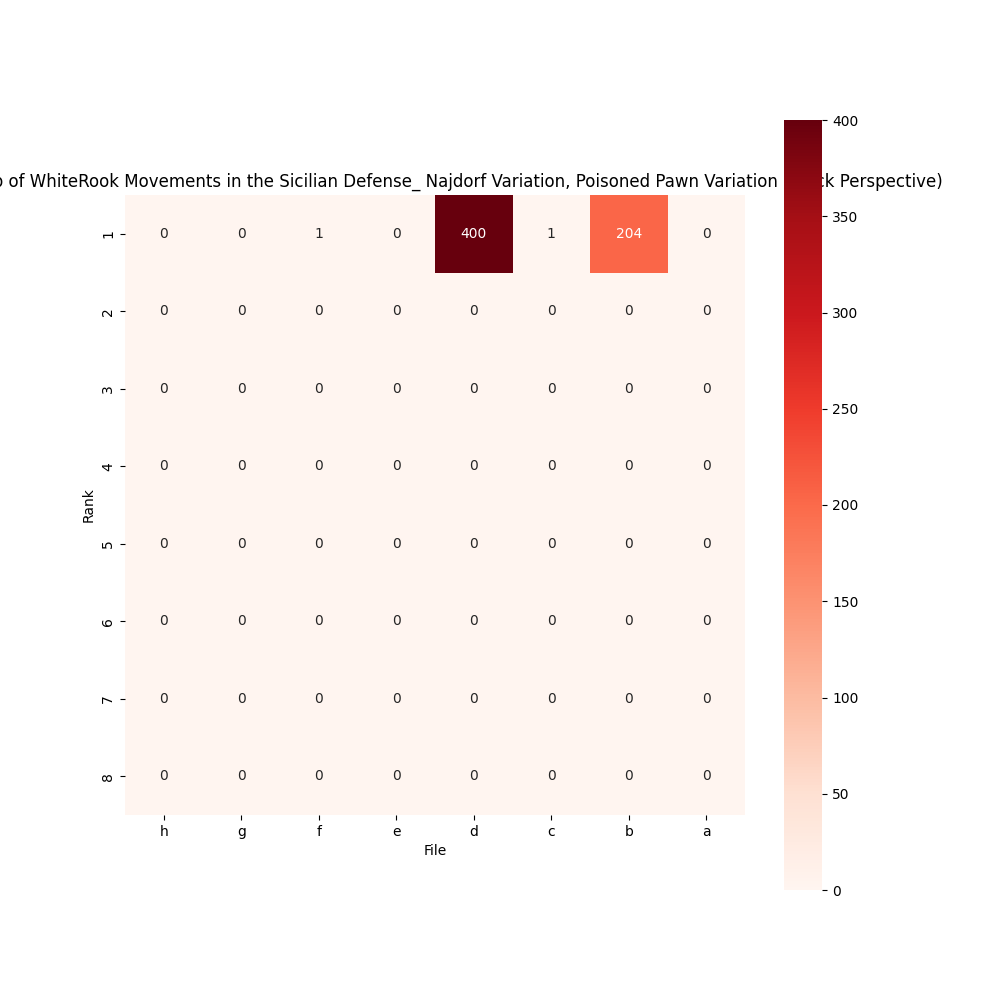 of WhiteRook Movements in the Sicilian Defense_ Najdorf Variation, Poisoned Pawn Variation Perspective)
1 0 0 1 0 400 1 204 0
2 0 0 0 0 0 0 0 0
3 0 0 0 0 0 0 0 0
4 0 0 0 0 0 0 0 0
5 0 0 0 0 0 0 0 0
6 0 0 0 0 0 0 0 0
7 0 0 0 0 0 0 0 0
8 0 0 0 0 0 0 0 0
Rank
h g f e d c b a
File
400
350
300
250
200
150
100
50
0